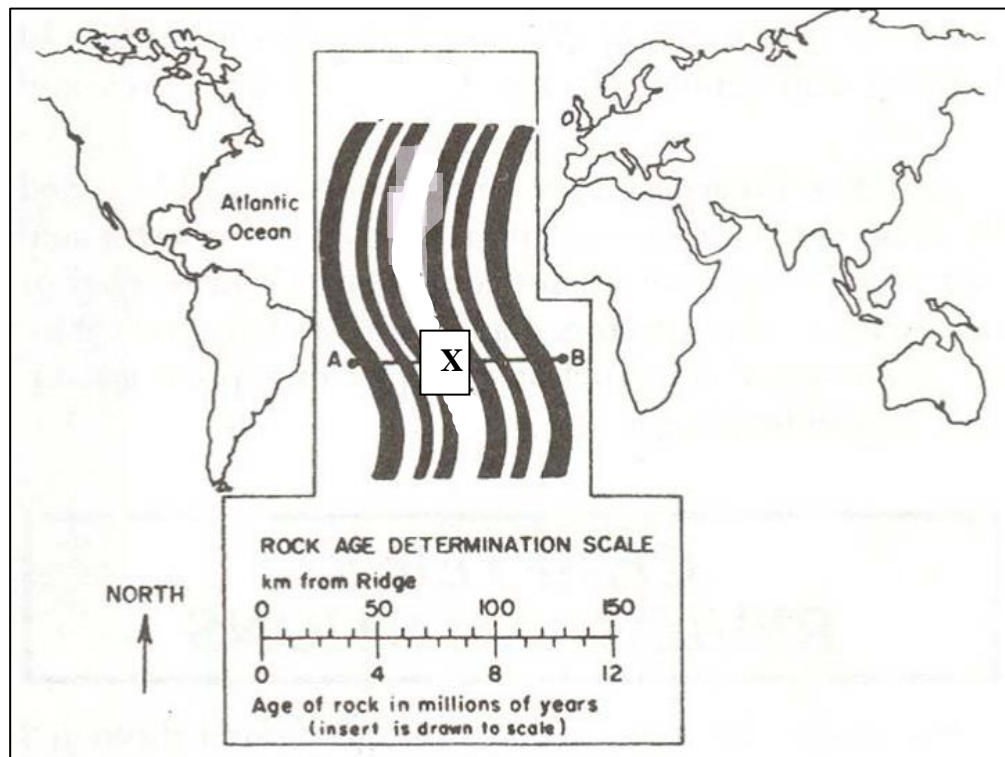 Atlantic
Ocean
A
X
B
ROCK AGE DETERMINATION SCALE
km from Ridge
0 50 100 150
0 4 8 12
Age of rock in millions of years
(insert is drawn to scale)
NORTH